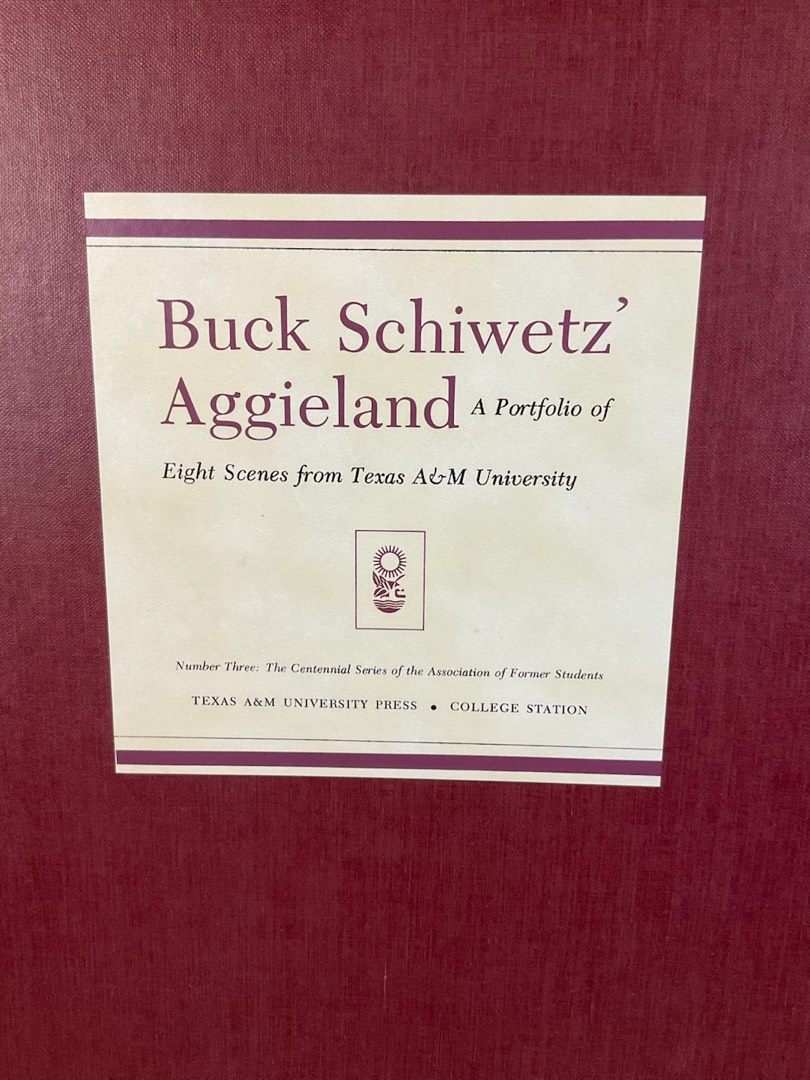 Buck Schiwetz’
Aggieland A Portfolio of
Eight Scenes from Texas A&M University
Number Three: The Centennial Series of the Association of Former Students
TEXAS A&M UNIVERSITY PRESS • COLLEGE STATION